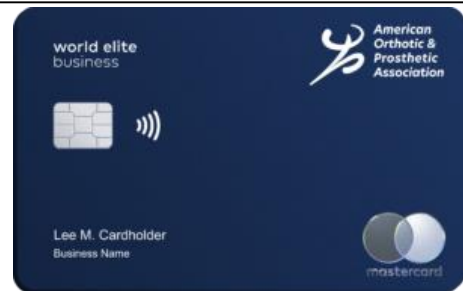 world elite
business
American
Orthotic &
Prosthetic
Association
Lee M. Cardholder
Business Name
mastercard